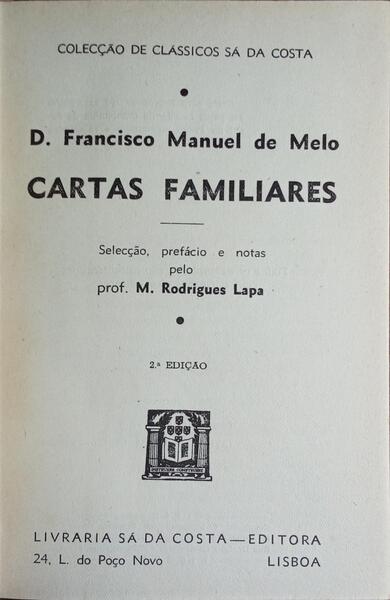 COLECÇÃO DE CLÁSSICOS SÁ DA COSTA
D. Francisco Manuel de Melo
CARTAS FAMILIARES
Selecção, prefácio e notas
pelo
prof. M. Rodrigues Lapa
2.ª EDIÇÃO
LIVRARIA SÁ DA COSTA—EDITORA
24, L. do Poço Novo LISBOA